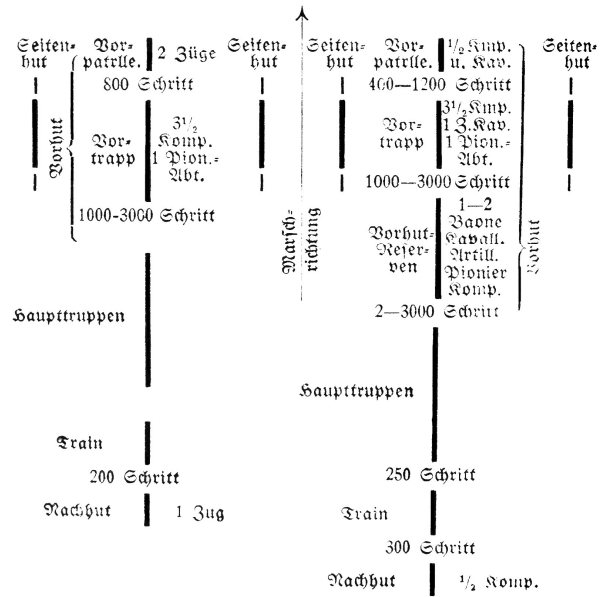 Seiten=
hut
Vor=
patrlle.
2 Züge
Seiten=
hut
800 Schritt
Vorhut
Vor=
trapp
3½
Komp.
1 Pion.=
Abt.
1000-3000 Schritt
Haupttruppen
Train
200 Schritt
Nachhut
1 Zug
Marsch=
richtung
Seiten=
hut
Vor=
patrlle.
½ Kmp.
u. Kav.
Seiten=
hut
400—1200 Schritt
Vor=
trapp
3½ Kmp.
1 Z. Kav.
1 Pion.=
Abt.
1000—3000 Schritt
Vorhut=
Reser=
ven
1—2
Baone
Kavall.
Artill.
Pionier
Komp.
Vorhut
2—3000 Schritt
Haupttruppen
250 Schritt
Train
300 Schritt
Nachhut
½ Komp.